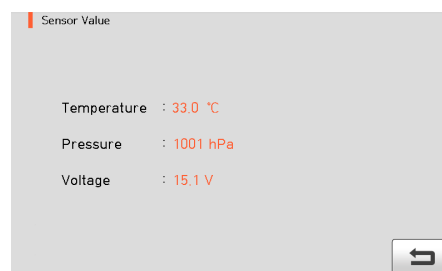 Sensor Value
Temperature : 33.0 ℃
Pressure : 1001 hPa
Voltage : 15.1 V